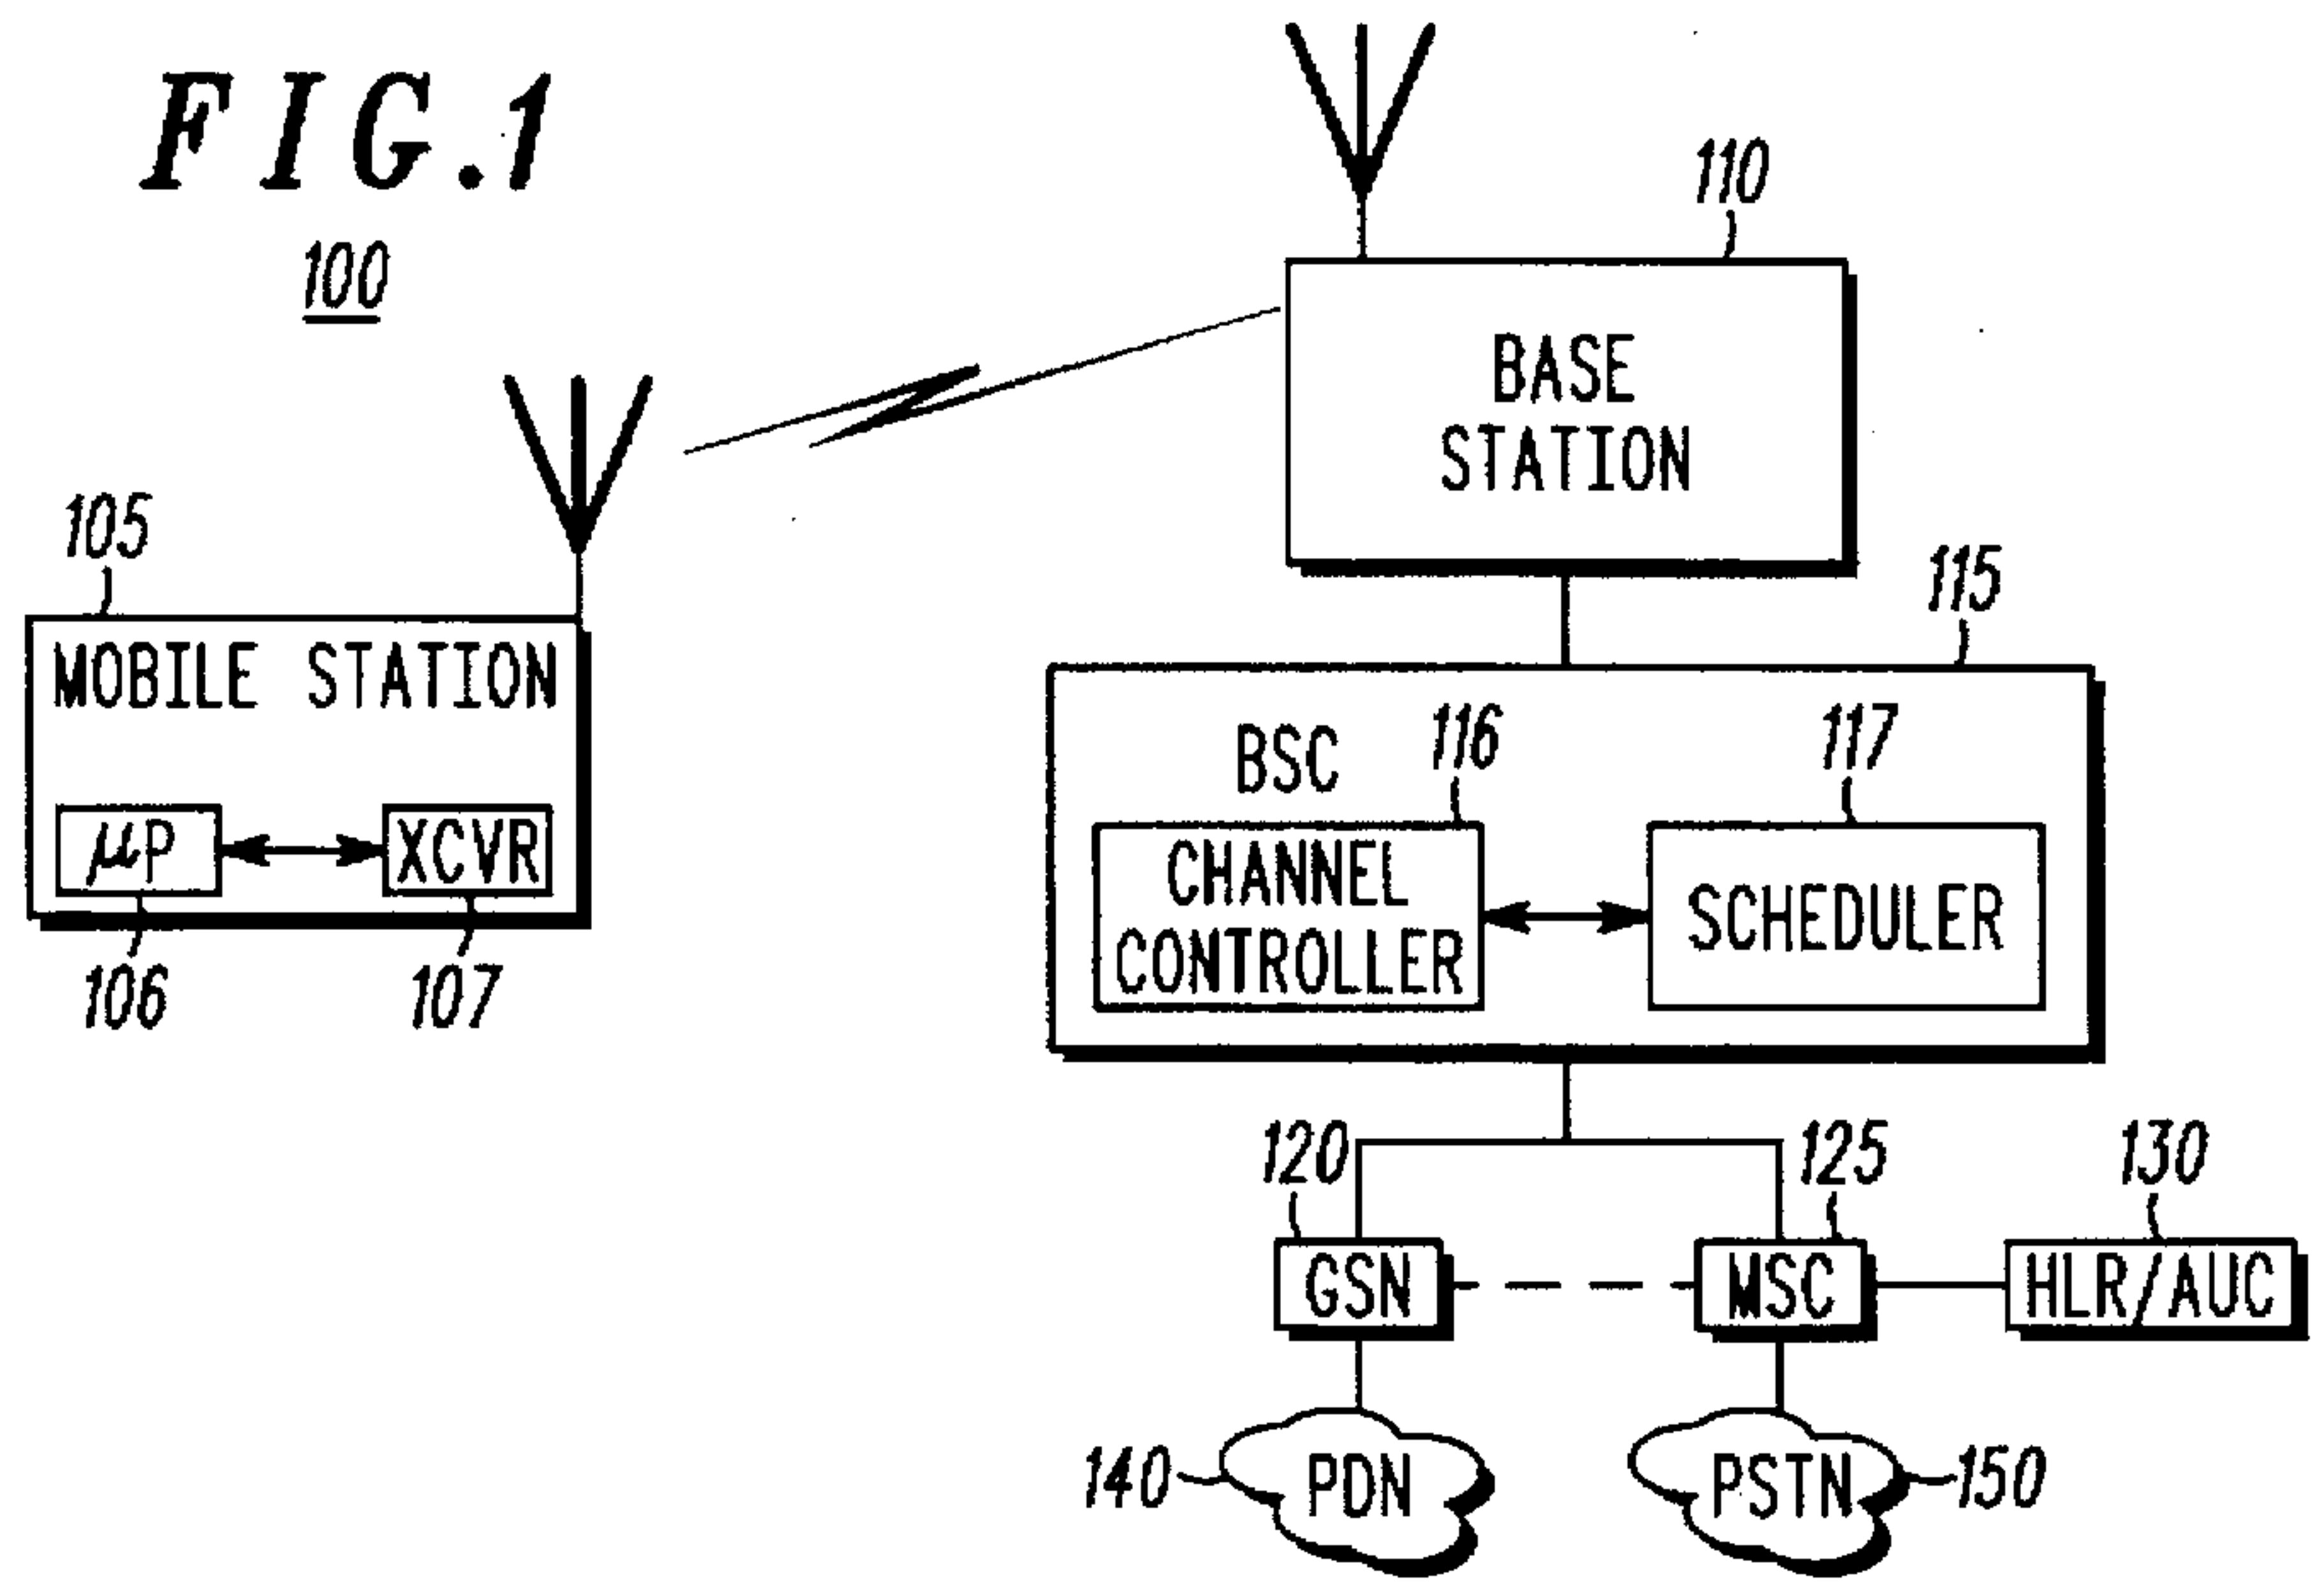 FIG.1
100
110
BASE
STATION
105
MOBILE STATION
µP
XCVR
106
107
115
BSC
116
117
CHANNEL
CONTROLLER
SCHEDULER
120
125
130
GSN
MSC
HLR/AUC
140
PDN
PSTN
150